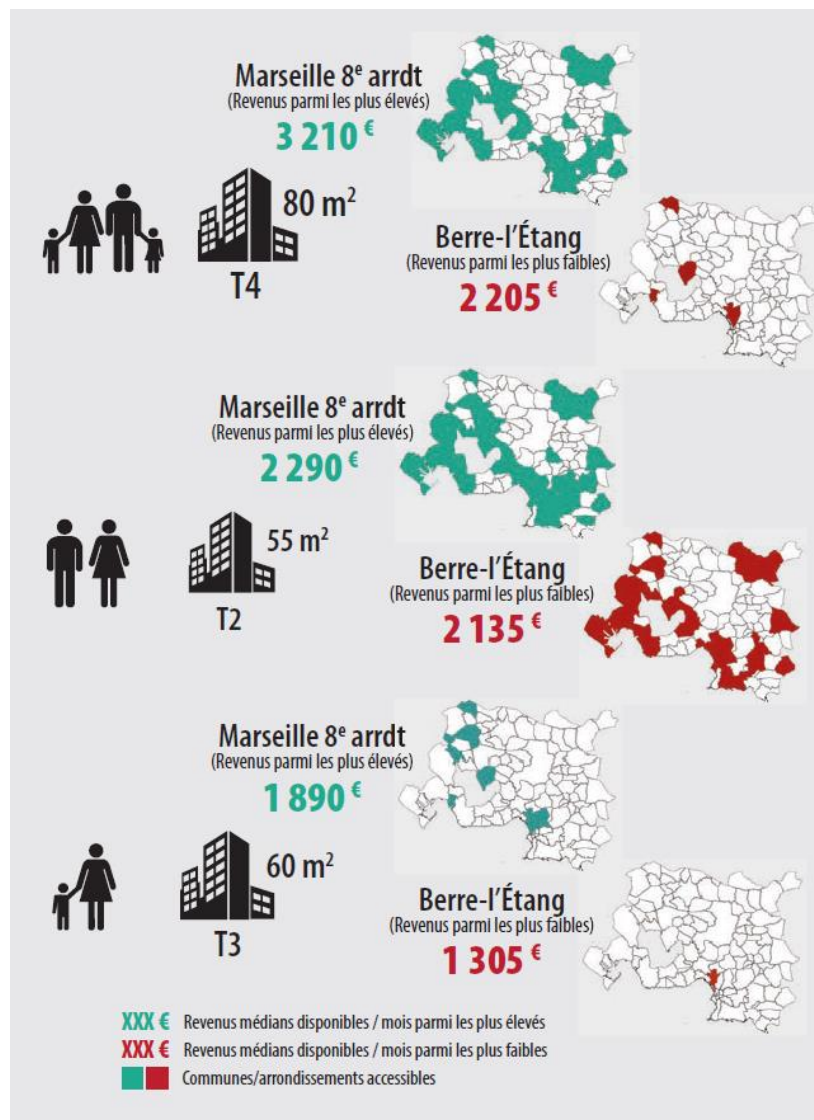 Marseille 8e arrdt
(Revenus parmi les plus élevés)
3 210 €
80 m²
T4
Berre-l'Étang
(Revenus parmi les plus faibles)
2 205 €
Marseille 8e arrdt
(Revenus parmi les plus élevés)
2 290 €
55 m²
T2
Berre-l'Étang
(Revenus parmi les plus faibles)
2 135 €
Marseille 8e arrdt
(Revenus parmi les plus élevés)
1 890 €
60 m²
T3
Berre-l'Étang
(Revenus parmi les plus faibles)
1 305 €
XXX € Revenus médians disponibles / mois parmi les plus élevés
XXX € Revenus médians disponibles / mois parmi les plus faibles
Communes/arrondissements accessibles